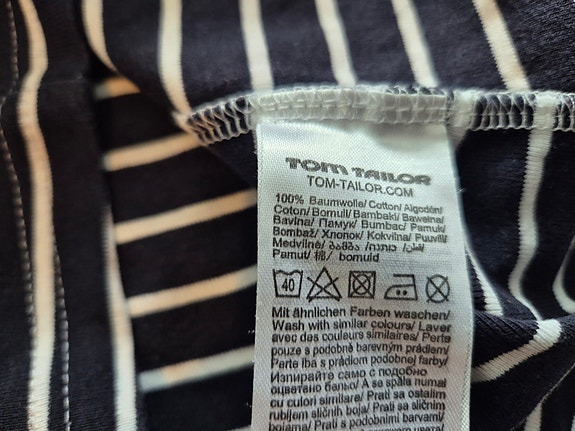 TOM TAILOR
TOM-TAILOR.COM
100% Baumwolle/ Cotton/ Algodón/
Coton/ Bomull/ Bambaki/ Bawełna/
Bavlna/ Памук/ Bumbac/ Pamuk/
Bombaž/ Хлопок/ Kokvilna/ Puuvill/
Medvilnė/ ბამბა/ כותנה/ قطن/
Pamut/ 棉/ bomuld
40
Mit ähnlichen Farben waschen/
Wash with similar colours/ Laver
avec des couleurs similaires/ Perte
pouze s podobně barevným prádlem/
Perte iba s prádlom podobnej farby/
Изпирайте само с подобно
оцветено бельо/ A se spăla numai
cu culori similare/ Prati sa ostalim
rubljem sličnih boja/ Prati sa sličnim